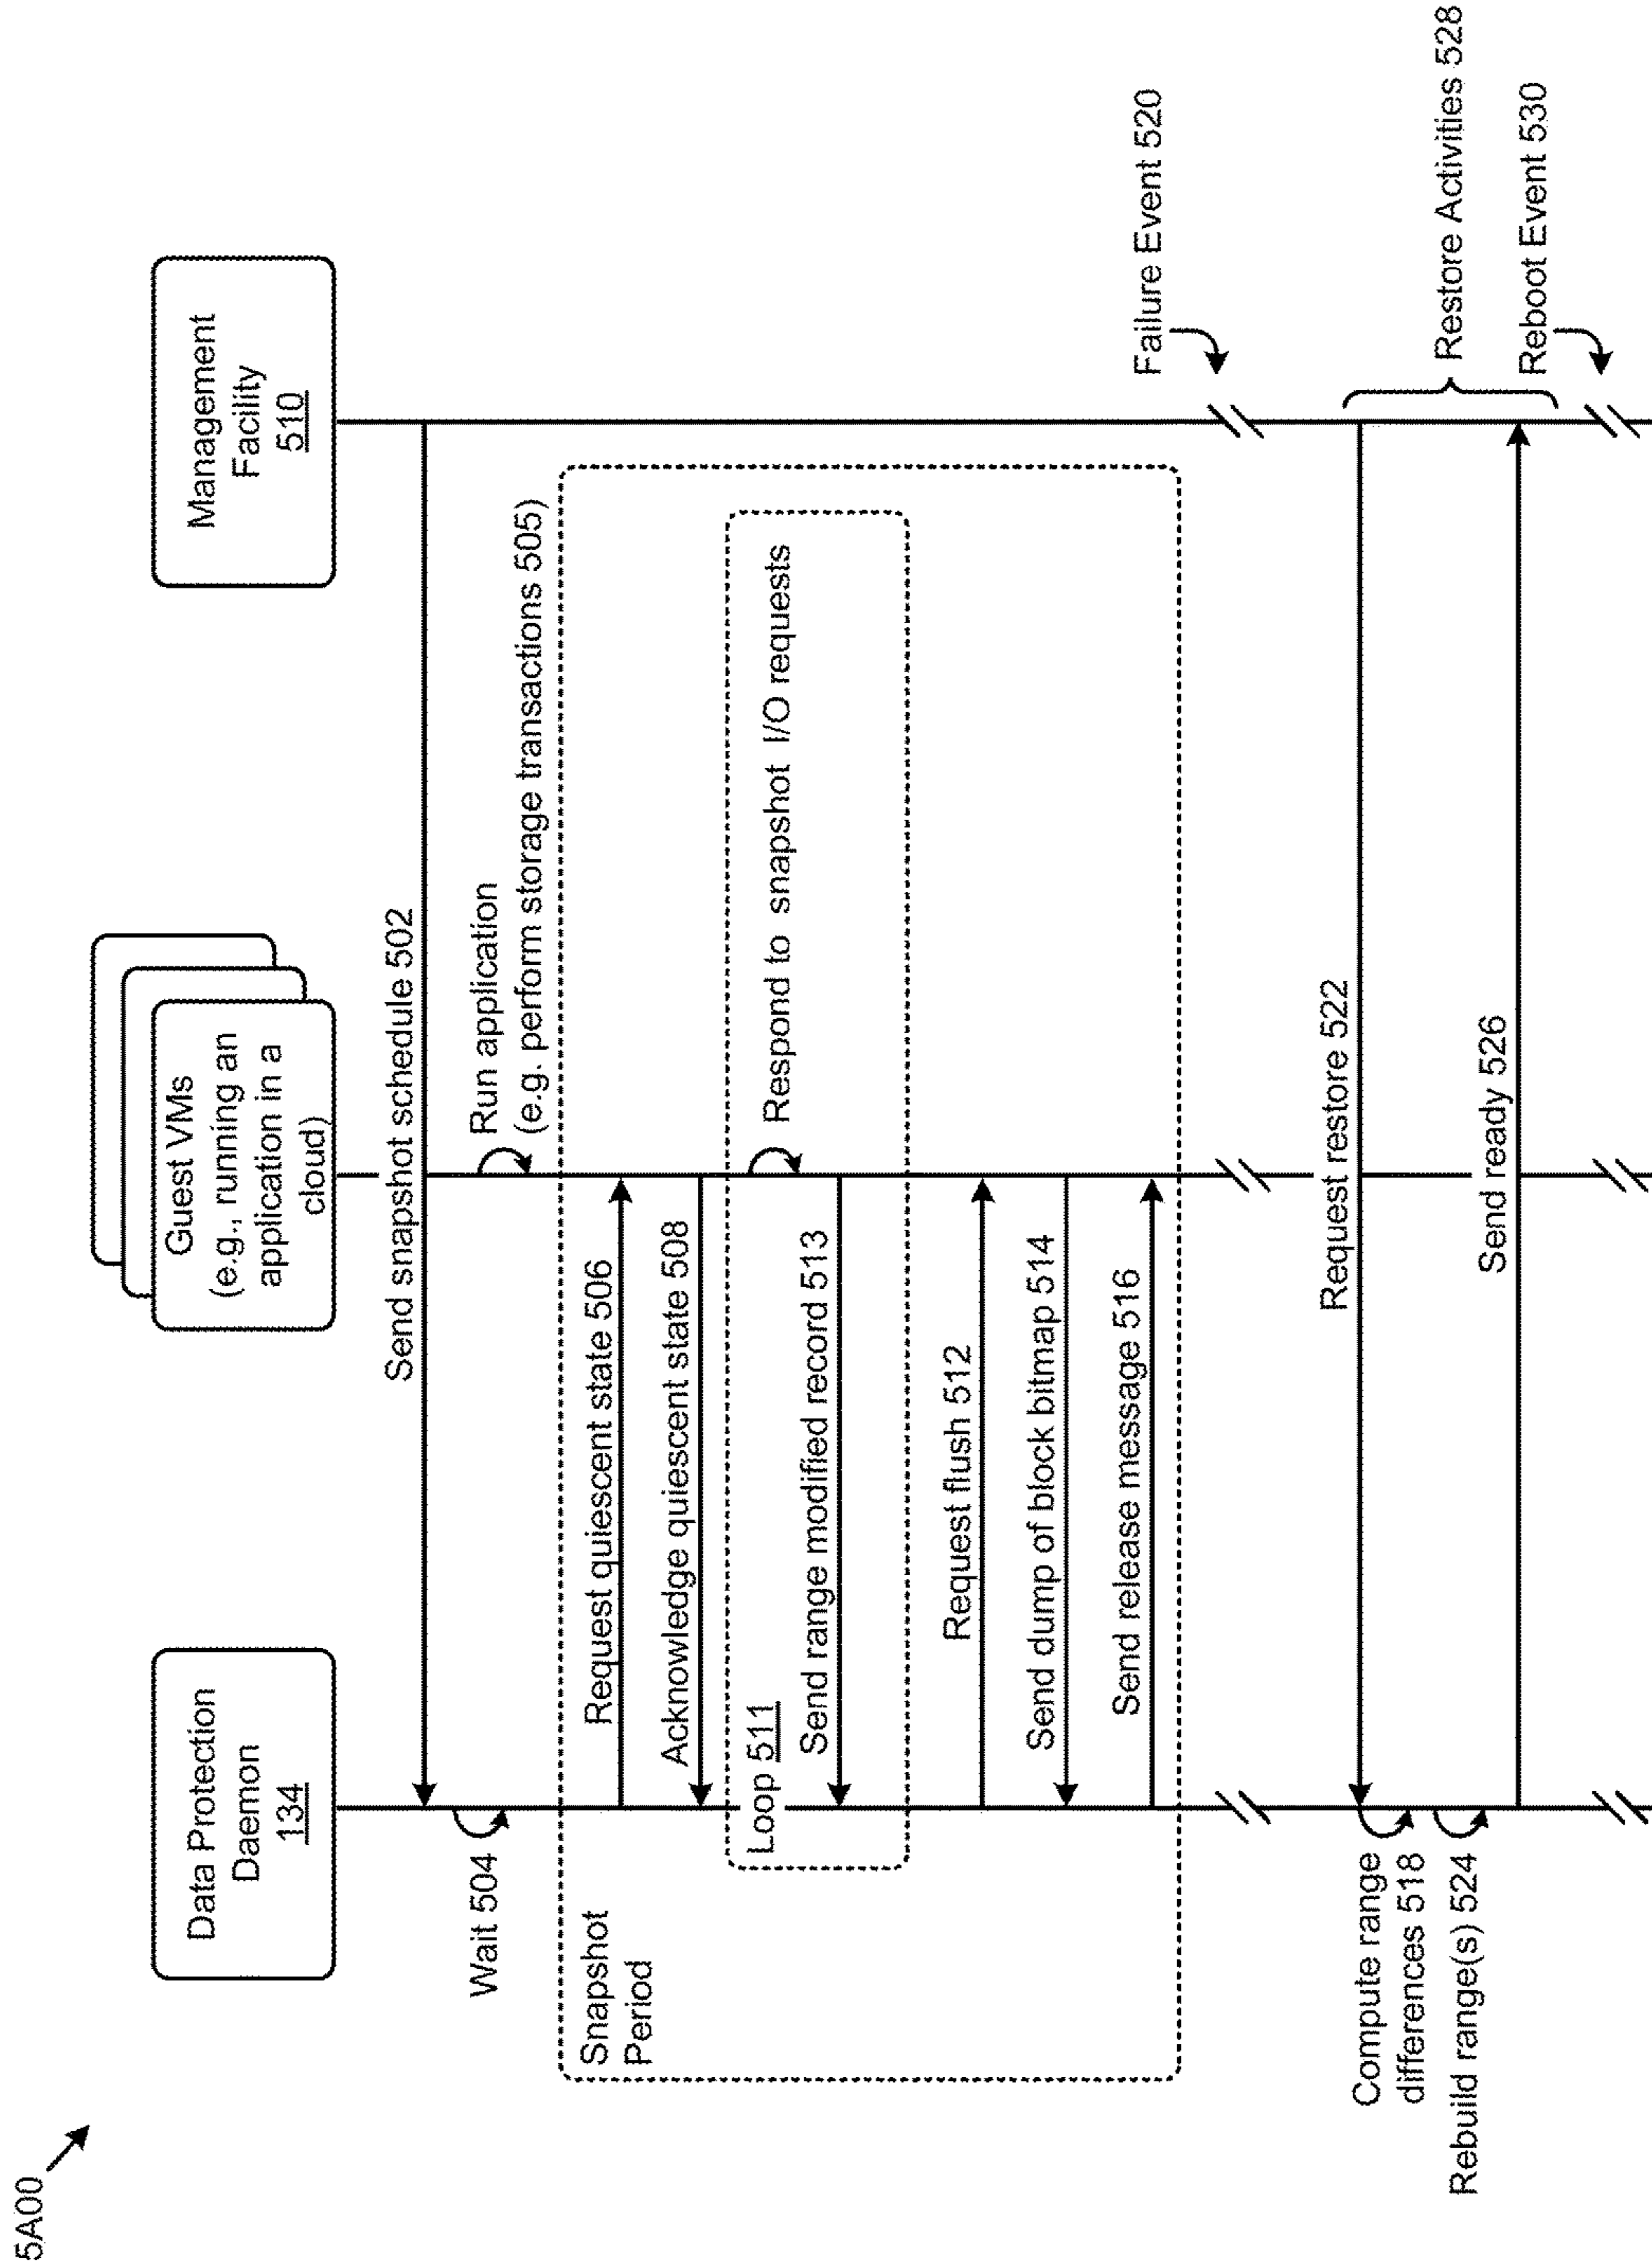 5A00
Data Protection
Daemon
134
Guest VMs
(e.g., running an
application in a
cloud)
Management
Facility
510
Send snapshot schedule 502
Wait 504
Run application
(e.g. perform storage transactions 505)
Snapshot
Period
Request quiescent state 506
Acknowledge quiescent state 508
Loop 511
Respond to snapshot I/O requests
Send range modified record 513
Request flush 512
Send dump of block bitmap 514
Send release message 516
Failure Event 520
Request restore 522
Compute range
differences 518
Rebuild range(s) 524
Restore Activities 528
Send ready 526
Reboot Event 530